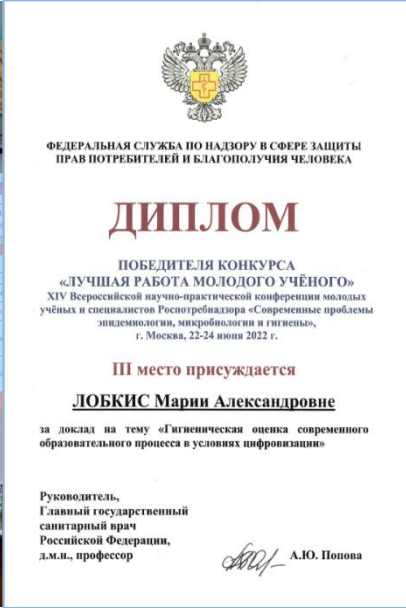 ФЕДЕРАЛЬНАЯ СЛУЖБА ПО НАДЗОРУ В СФЕРЕ ЗАЩИТЫ
ПРАВ ПОТРЕБИТЕЛЕЙ И БЛАГОПОЛУЧИЯ ЧЕЛОВЕКА
ДИПЛОМ
ПОБЕДИТЕЛЯ КОНКУРСА
«ЛУЧШАЯ РАБОТА МОЛОДОГО УЧЁНОГО»
XIV Всероссийской научно-практической конференции молодых
учёных и специалистов Роспотребнадзора «Современные проблемы
эпидемиологии, микробиологии и гигиены»,
г. Москва, 22-24 июня 2022 г.
III место присуждается
ЛОБКИС Марии Александровне
за доклад на тему «Гигиеническая оценка современного
образовательного процесса в условиях цифровизации»
Руководитель,
Главный государственный
санитарный врач
Российской Федерации,
д.м.н., профессор
А.Ю. Попова